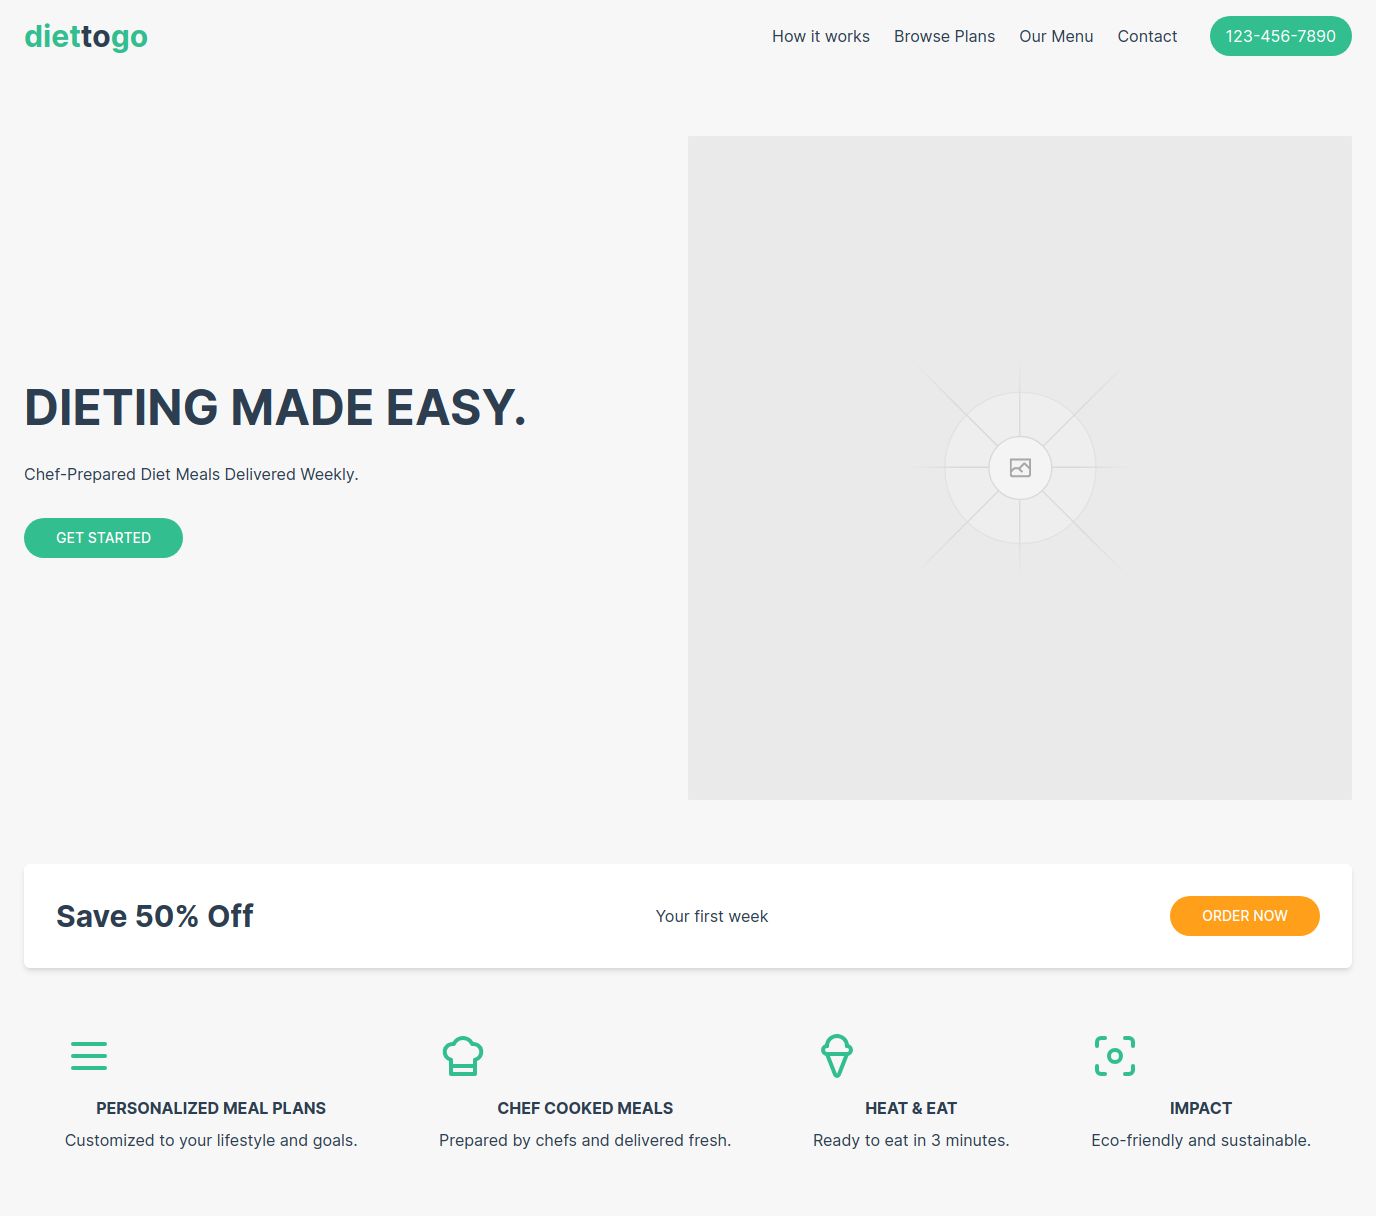 diettogo
How it works
Browse Plans
Our Menu
Contact
123-456-7890
DIETING MADE EASY.
Chef-Prepared Diet Meals Delivered Weekly.
GET STARTED
Save 50% Off
Your first week
ORDER NOW
PERSONALIZED MEAL PLANS
Customized to your lifestyle and goals.
CHEF COOKED MEALS
Prepared by chefs and delivered fresh.
HEAT & EAT
Ready to eat in 3 minutes.
IMPACT
Eco-friendly and sustainable.